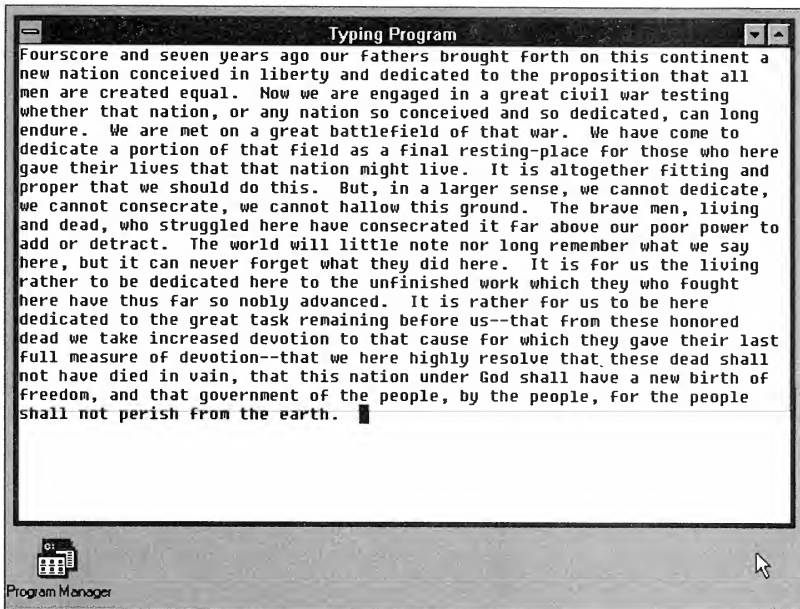 Typing Program
Fourscore and seven years ago our fathers brought forth on this continent a
new nation conceived in liberty and dedicated to the proposition that all
men are created equal.  Now we are engaged in a great civil war testing
whether that nation, or any nation so conceived and so dedicated, can long
endure.  We are met on a great battlefield of that war.  We have come to
dedicate a portion of that field as a final resting-place for those who here
gave their lives that that nation might live.  It is altogether fitting and
proper that we should do this.  But, in a larger sense, we cannot dedicate,
we cannot consecrate, we cannot hallow this ground.  The brave men, living
and dead, who struggled here have consecrated it far above our poor power to
add or detract.  The world will little note nor long remember what we say
here, but it can never forget what they did here.  It is for us the living
rather to be dedicated here to the unfinished work which they who fought
here have thus far so nobly advanced.  It is rather for us to be here
dedicated to the great task remaining before us--that from these honored
dead we take increased devotion to that cause for which they gave their last
full measure of devotion--that we here highly resolve that these dead shall
not have died in vain, that this nation under God shall have a new birth of
freedom, and that government of the people, by the people, for the people
shall not perish from the earth.
Program Manager